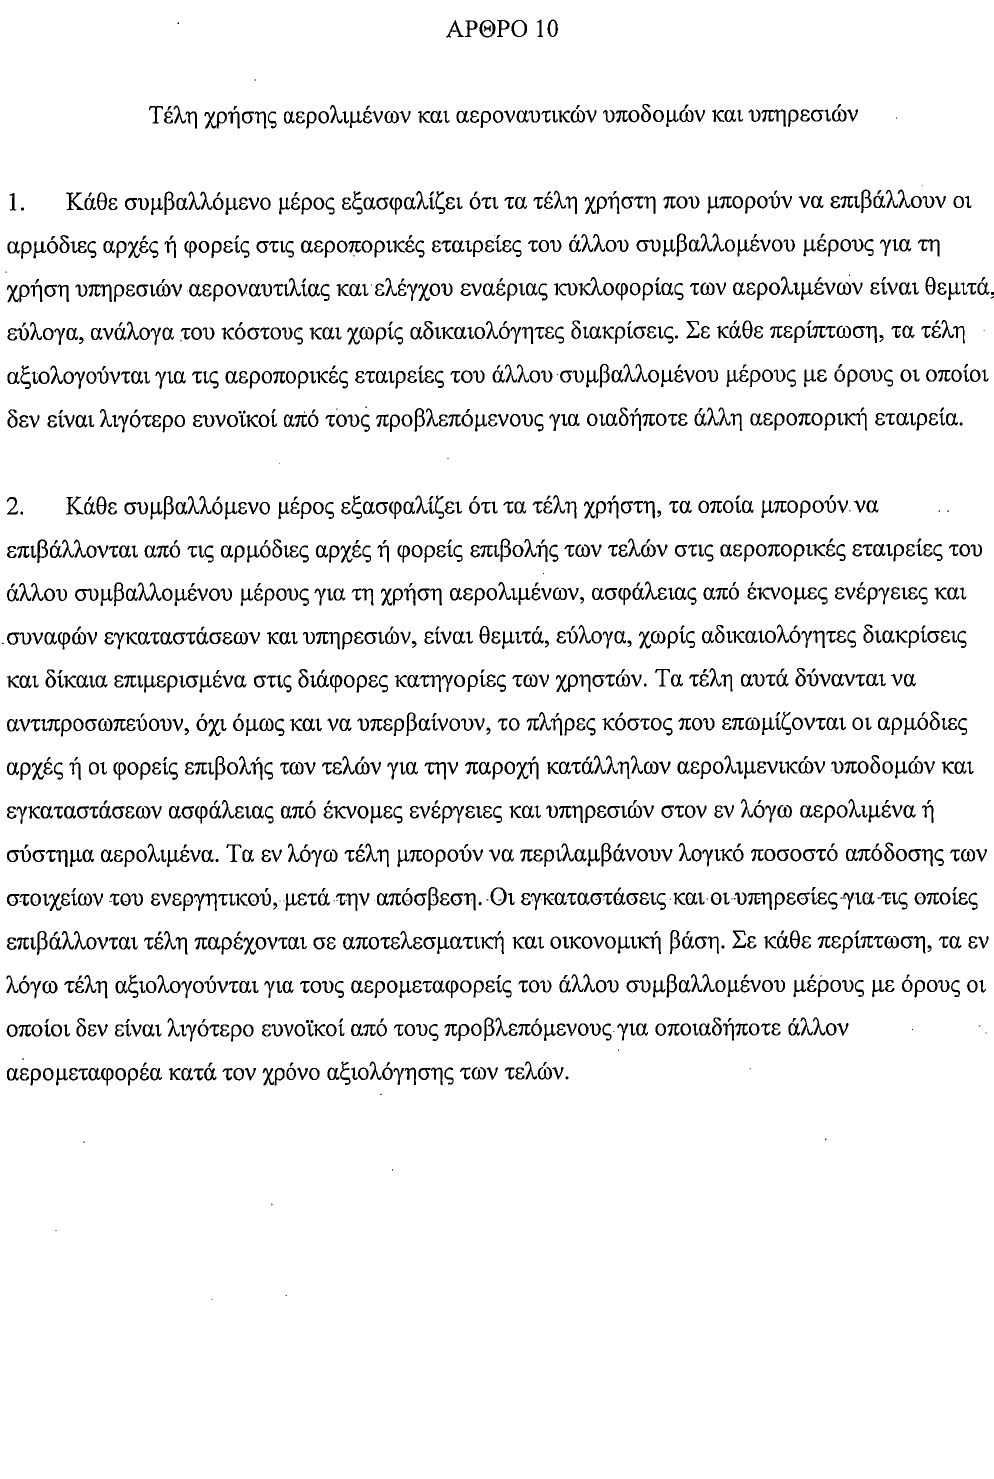 ΑΡΘΡΟ 10
Τέλη χρήσης αερολιμένων και αεροναυτικών υποδομών και υπηρεσιών
1. Κάθε συμβαλλόμενο μέρος εξασφαλίζει ότι τα τέλη χρήστη που μπορούν να επιβάλλουν οι
αρμόδιες αρχές ή φορείς στις αεροπορικές εταιρείες του άλλου συμβαλλομένου μέρους για τη
χρήση υπηρεσιών αεροναυτιλίας και ελέγχου εναέριας κυκλοφορίας των αερολιμένων είναι θεμιτά,
εύλογα, ανάλογα του κόστους και χωρίς αδικαιολόγητες διακρίσεις. Σε κάθε περίπτωση, τα τέλη
αξιολογούνται για τις αεροπορικές εταιρείες του άλλου συμβαλλομένου μέρους με όρους οι οποίοι
δεν είναι λιγότερο ευνοϊκοί από τους προβλεπόμενους για οιαδήποτε άλλη αεροπορική εταιρεία.
2. Κάθε συμβαλλόμενο μέρος εξασφαλίζει ότι τα τέλη χρήστη, τα οποία μπορούν να
επιβάλλονται από τις αρμόδιες αρχές ή φορείς επιβολής των τελών στις αεροπορικές εταιρείες του
άλλου συμβαλλομένου μέρους για τη χρήση αερολιμένων, ασφάλειας από έκνομες ενέργειες και
συναφών εγκαταστάσεων και υπηρεσιών, είναι θεμιτά, εύλογα, χωρίς αδικαιολόγητες διακρίσεις
και δίκαια επιμερισμένα στις διάφορες κατηγορίες των χρηστών. Τα τέλη αυτά δύνανται να
αντιπροσωπεύουν, όχι όμως και να υπερβαίνουν, το πλήρες κόστος που επωμίζονται οι αρμόδιες
αρχές ή οι φορείς επιβολής των τελών για την παροχή κατάλληλων αερολιμενικών υποδομών και
εγκαταστάσεων ασφάλειας από έκνομες ενέργειες και υπηρεσιών στον εν λόγω αερολιμένα ή
σύστημα αερολιμένα. Τα εν λόγω τέλη μπορούν να περιλαμβάνουν λογικό ποσοστό απόδοσης των
στοιχείων του ενεργητικού, μετά την απόσβεση. Οι εγκαταστάσεις και οι υπηρεσίες για τις οποίες
επιβάλλονται τέλη παρέχονται σε αποτελεσματική και οικονομική βάση. Σε κάθε περίπτωση, τα εν
λόγω τέλη αξιολογούνται για τους αερομεταφορείς του άλλου συμβαλλομένου μέρους με όρους οι
οποίοι δεν είναι λιγότερο ευνοϊκοί από τους προβλεπόμενους για οποιαδήποτε άλλον
αερομεταφορέα κατά τον χρόνο αξιολόγησης των τελών.